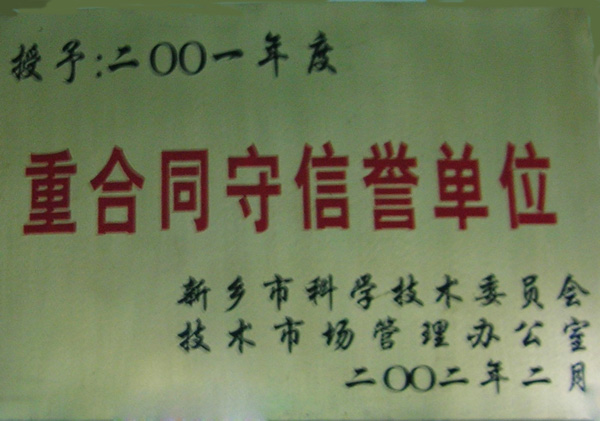 授予:二〇〇一年度
重合同守信誉单位
新乡市科学技术委员会
技术市场管理办公室
二〇〇二年二月